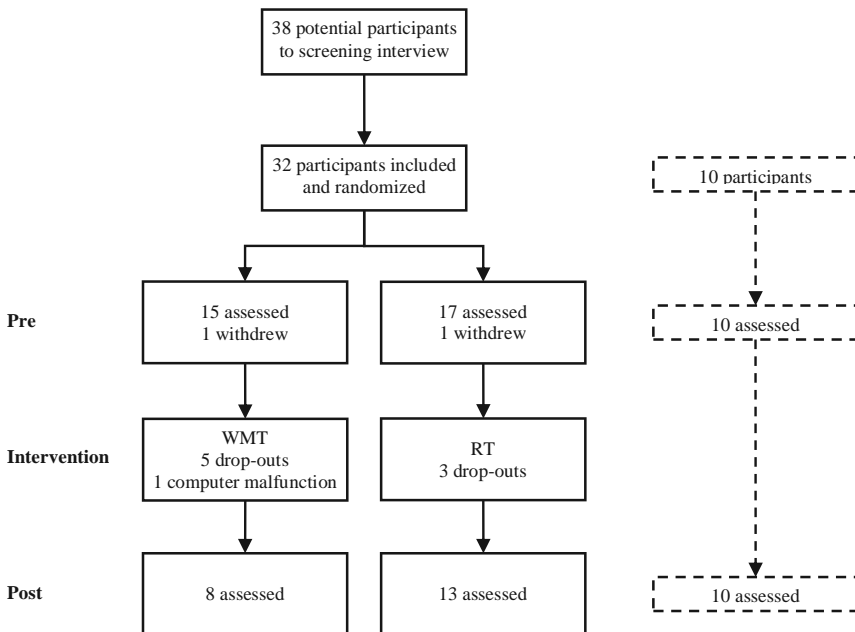 38 potential participants
to screening interview
32 participants included
and randomized
10 participants
Pre
15 assessed
1 withdrew
17 assessed
1 withdrew
10 assessed
Intervention
WMT
5 drop-outs
1 computer malfunction
RT
3 drop-outs
Post
8 assessed
13 assessed
10 assessed